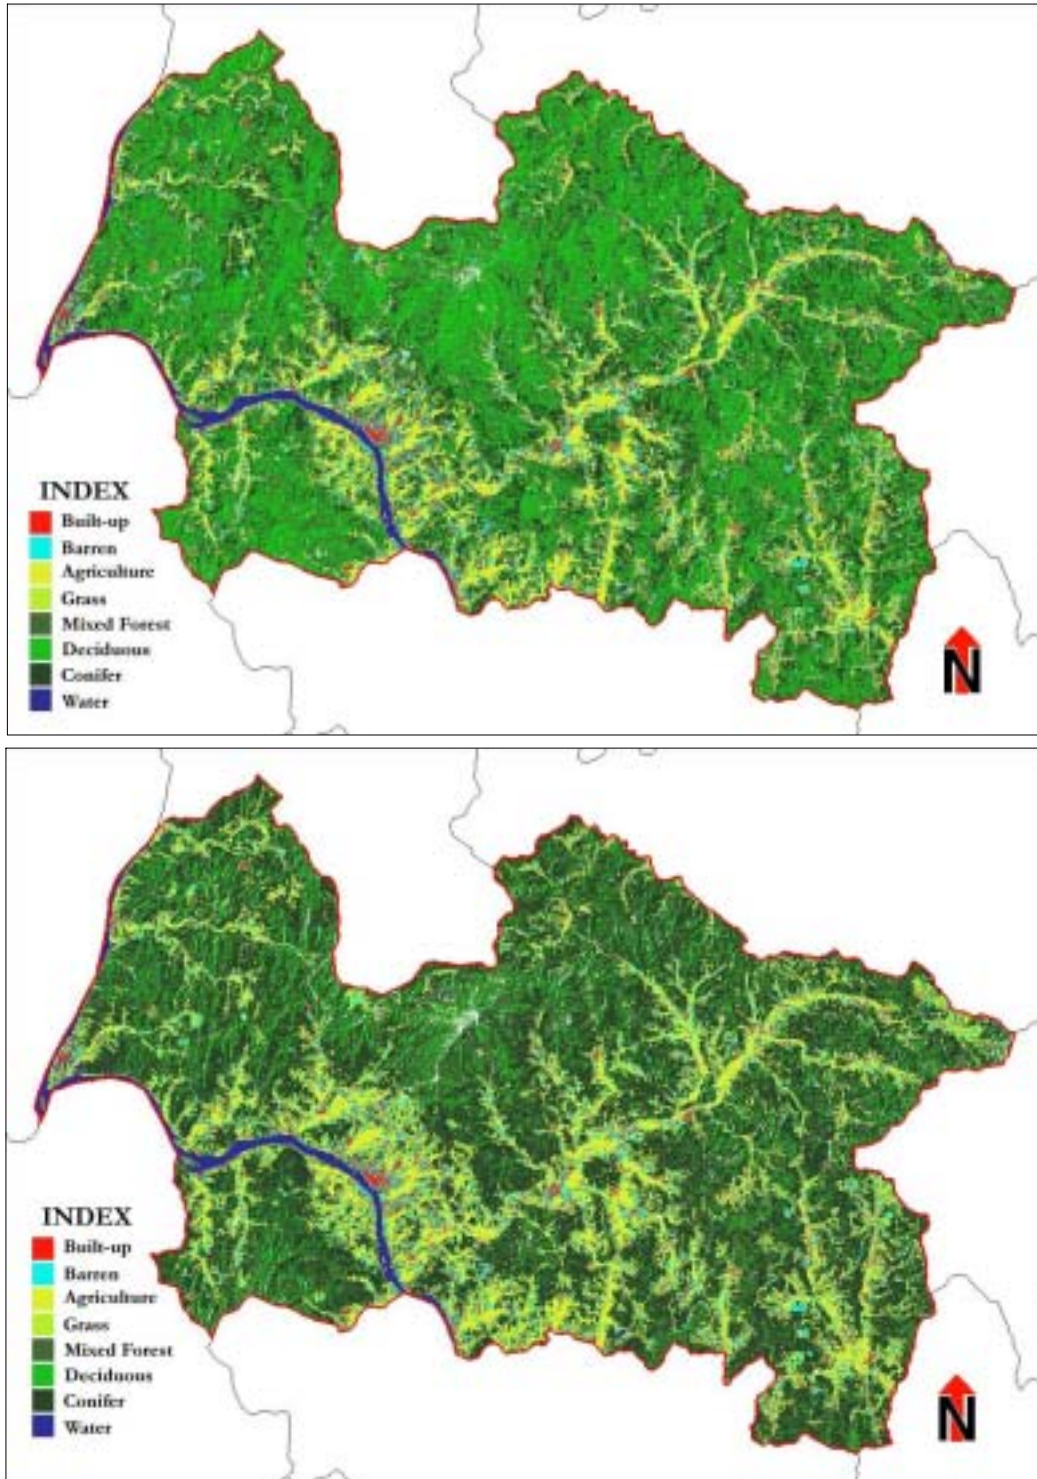 INDEX
Built-up
Barren
Agriculture
Grass
Mixed Forest
Deciduous
Conifer
Water
N
INDEX
Built-up
Barren
Agriculture
Grass
Mixed Forest
Deciduous
Conifer
Water
N